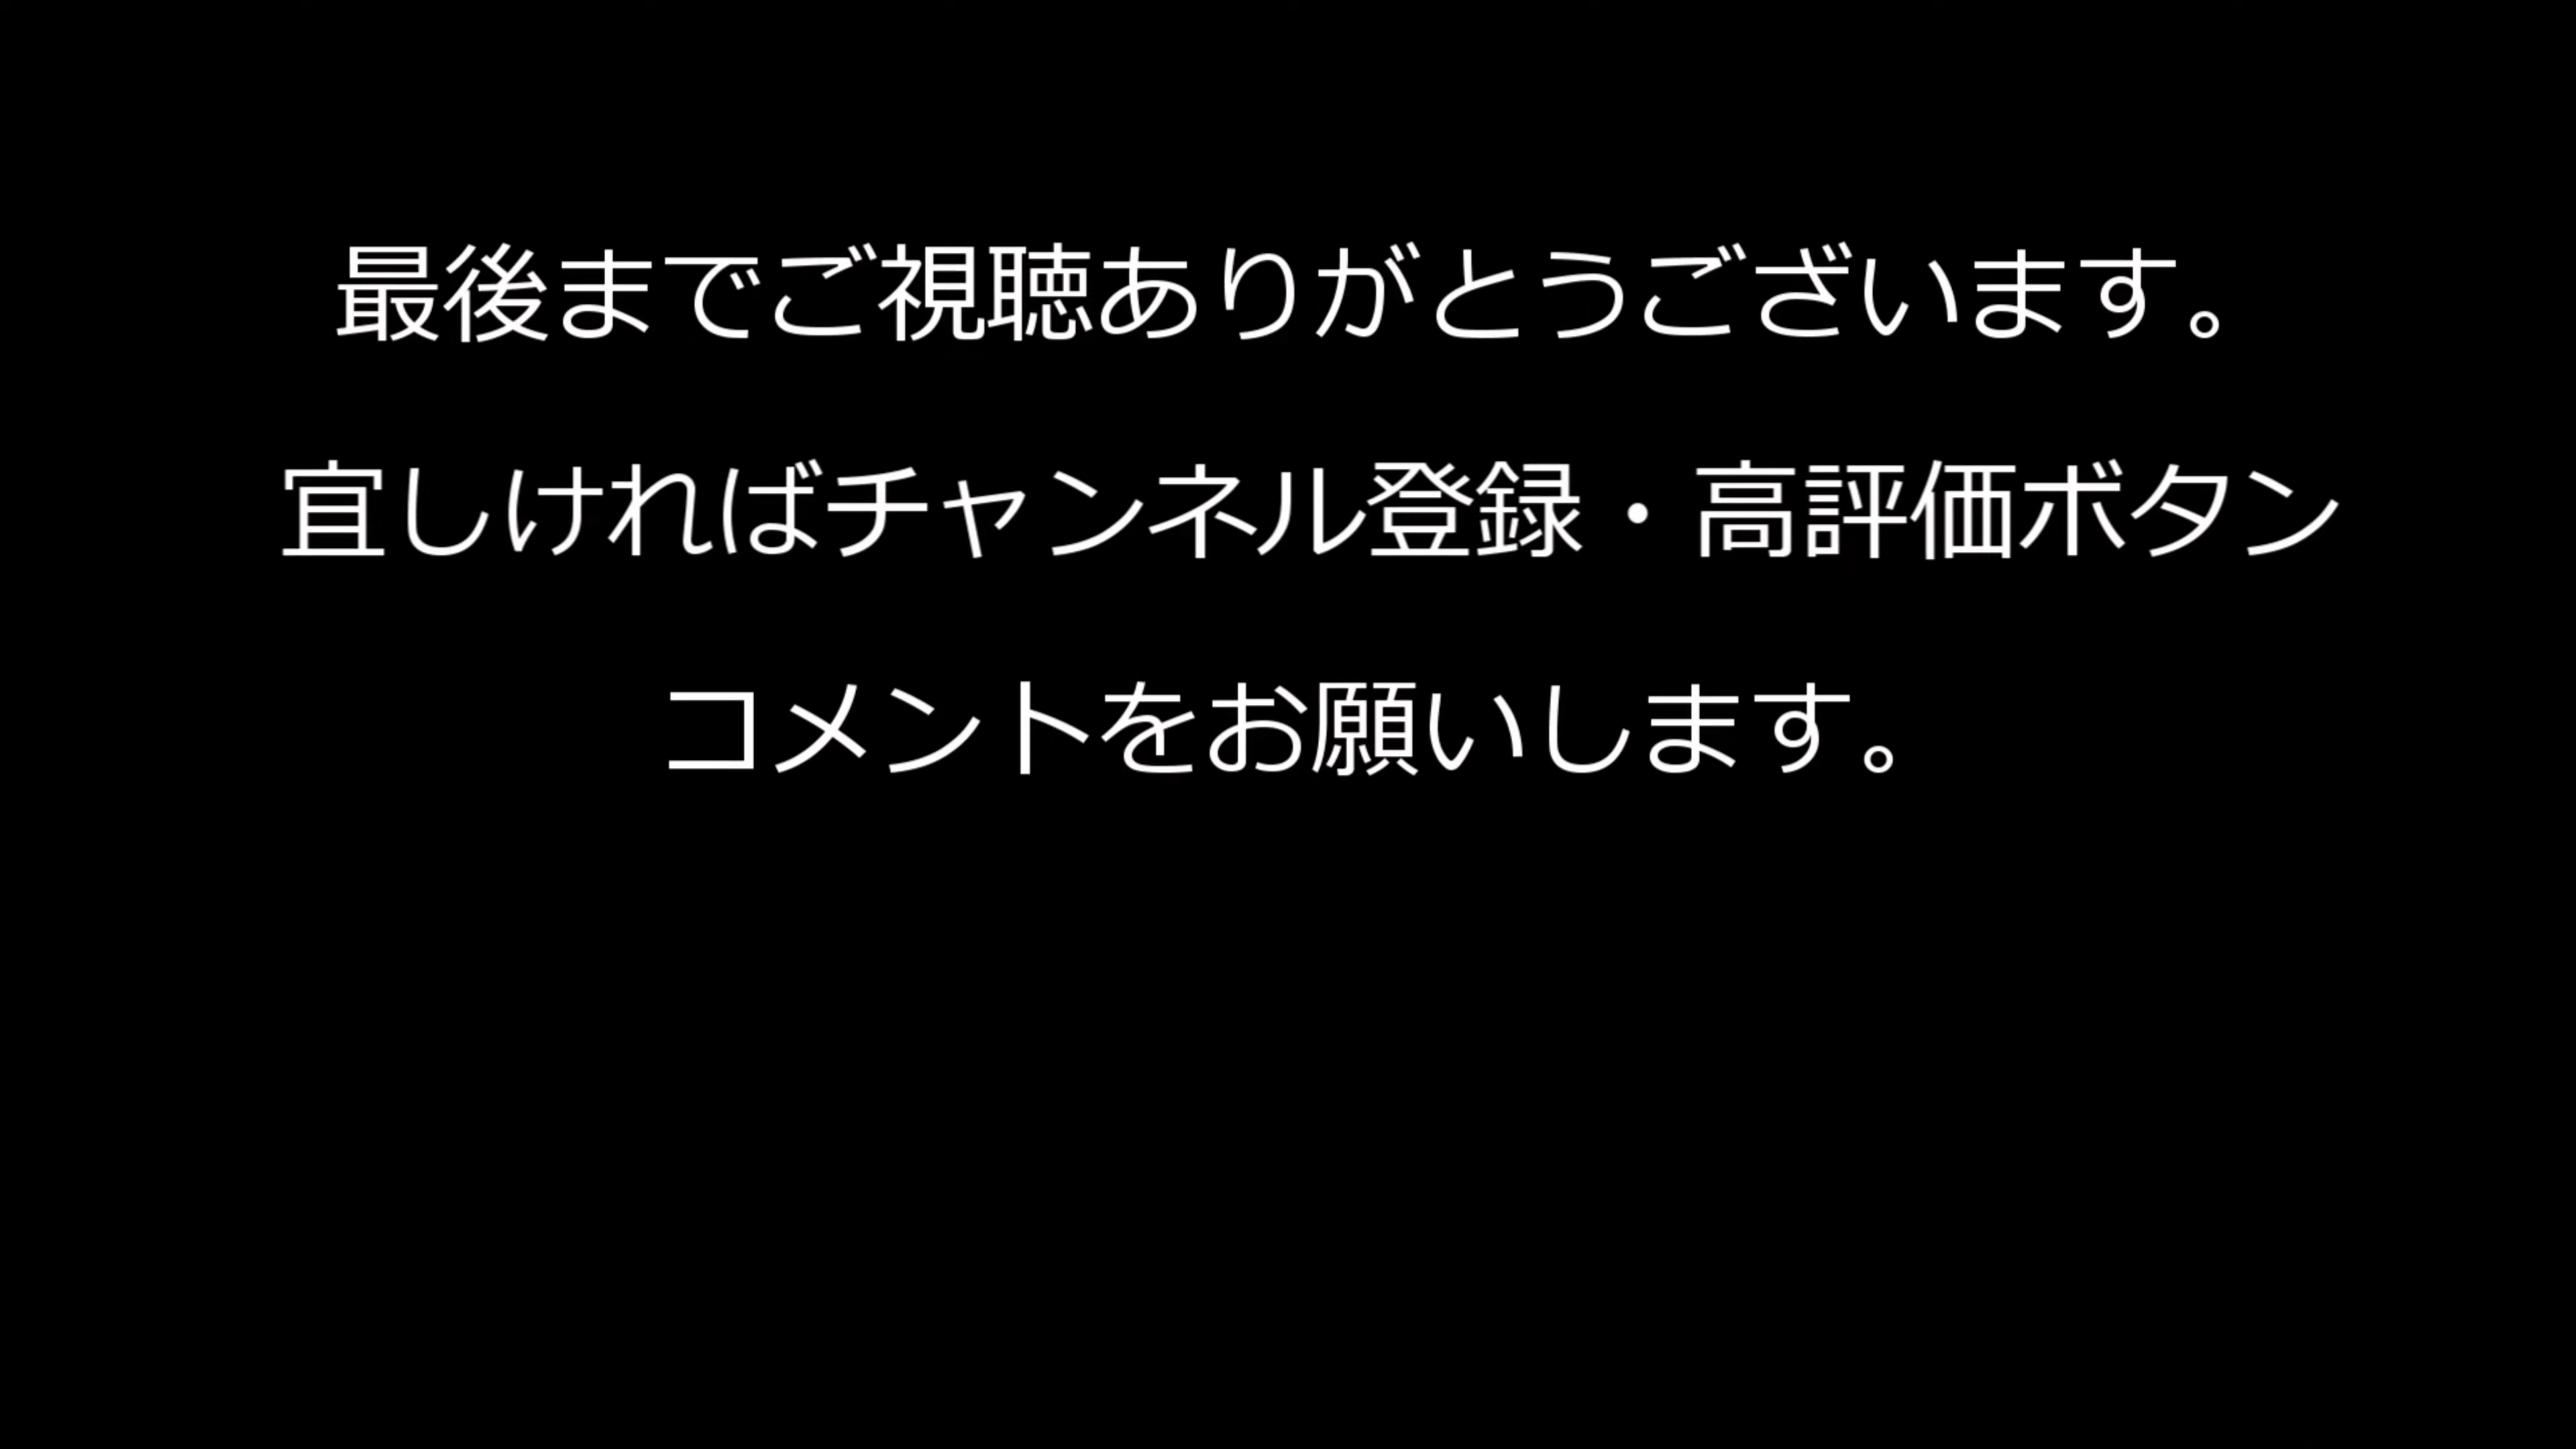 最後までご視聴ありがとうございます。
宜しければチャンネル登録・高評価ボタン
コメントをお願いします。